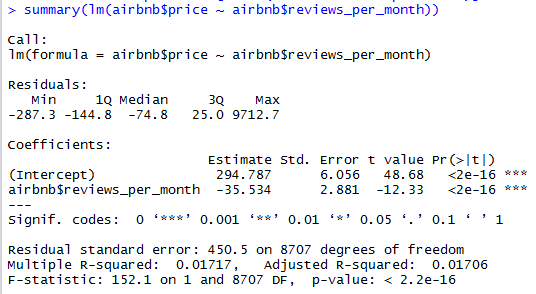 > summary(lm(airbnb$price ~ airbnb$reviews_per_month))
Call:
lm(formula = airbnb$price ~ airbnb$reviews_per_month)
Residuals:
    Min      1Q  Median      3Q     Max
 -287.3  -144.8   -74.8    25.0  9712.7
Coefficients:
                         Estimate Std. Error t value Pr(>|t|)
(Intercept)               294.787      6.056   48.68   <2e-16 ***
airbnb$reviews_per_month  -35.534      2.881  -12.33   <2e-16 ***
---
Signif. codes:  0 ‘***’ 0.001 ‘**’ 0.01 ‘*’ 0.05 ‘.’ 0.1 ‘ ’ 1
Residual standard error: 450.5 on 8707 degrees of freedom
Multiple R-squared:  0.01717,   Adjusted R-squared:  0.01706
F-statistic: 152.1 on 1 and 8707 DF,  p-value: < 2.2e-16